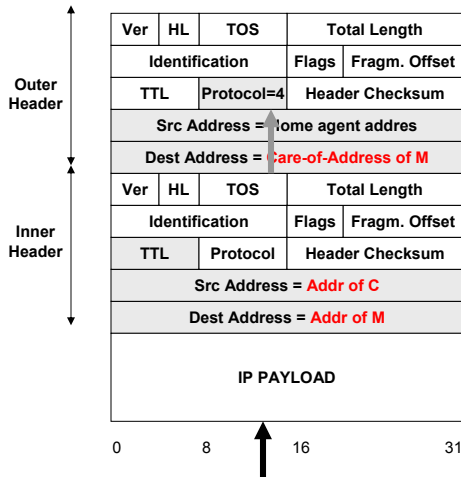 Ver HL TOS Total Length
Identification Flags Fragm. Offset
Outer
Header
TTL Protocol=4 Header Checksum
Src Address = Home agent addres
Dest Address = Care-of-Address of M
Ver HL TOS Total Length
Identification Flags Fragm. Offset
Inner
Header
TTL Protocol Header Checksum
Src Address = Addr of C
Dest Address = Addr of M
IP PAYLOAD
0 8 16 31